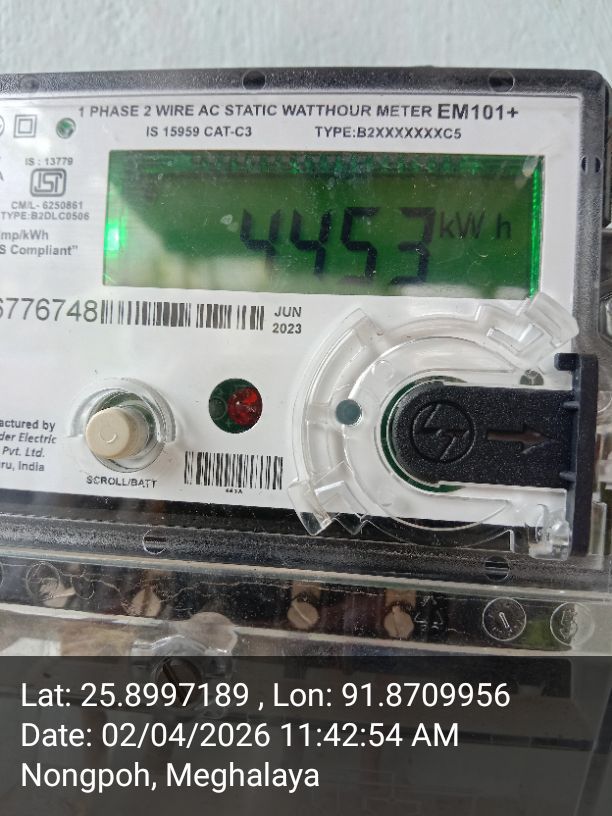 1 PHASE 2 WIRE AC STATIC WATTHOUR METER EM101+
IS 15959 CAT-C3 TYPE:B2XXXXXXXC5
IS : 13779
ISI
CM/L- 6250861
TYPE:B2DLC0506
mp/kWh
S Compliant"
4453 kWh
6776748
JUN
2023
actured by
der Electric
Pvt. Ltd.
ru, India
SCROLL/BATT
Lat: 25.8997189 , Lon: 91.8709956
Date: 02/04/2026 11:42:54 AM
Nongpoh, Meghalaya